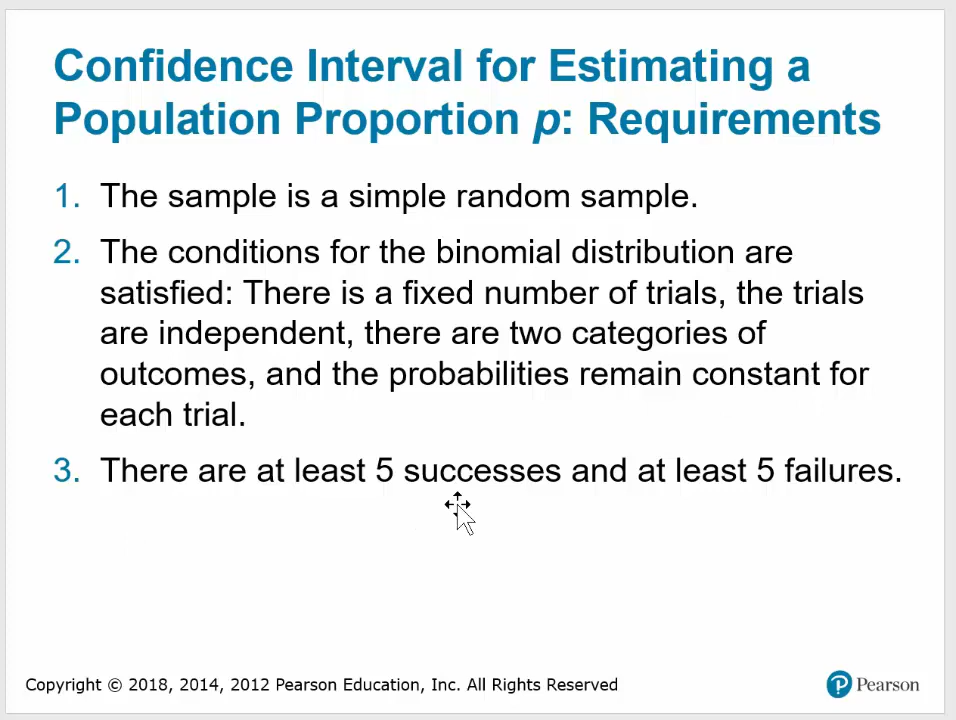 Confidence Interval for Estimating a
Population Proportion p: Requirements
1. The sample is a simple random sample.
2. The conditions for the binomial distribution are
satisfied: There is a fixed number of trials, the trials
are independent, there are two categories of
outcomes, and the probabilities remain constant for
each trial.
3. There are at least 5 successes and at least 5 failures.
Copyright © 2018, 2014, 2012 Pearson Education, Inc. All Rights Reserved
P Pearson